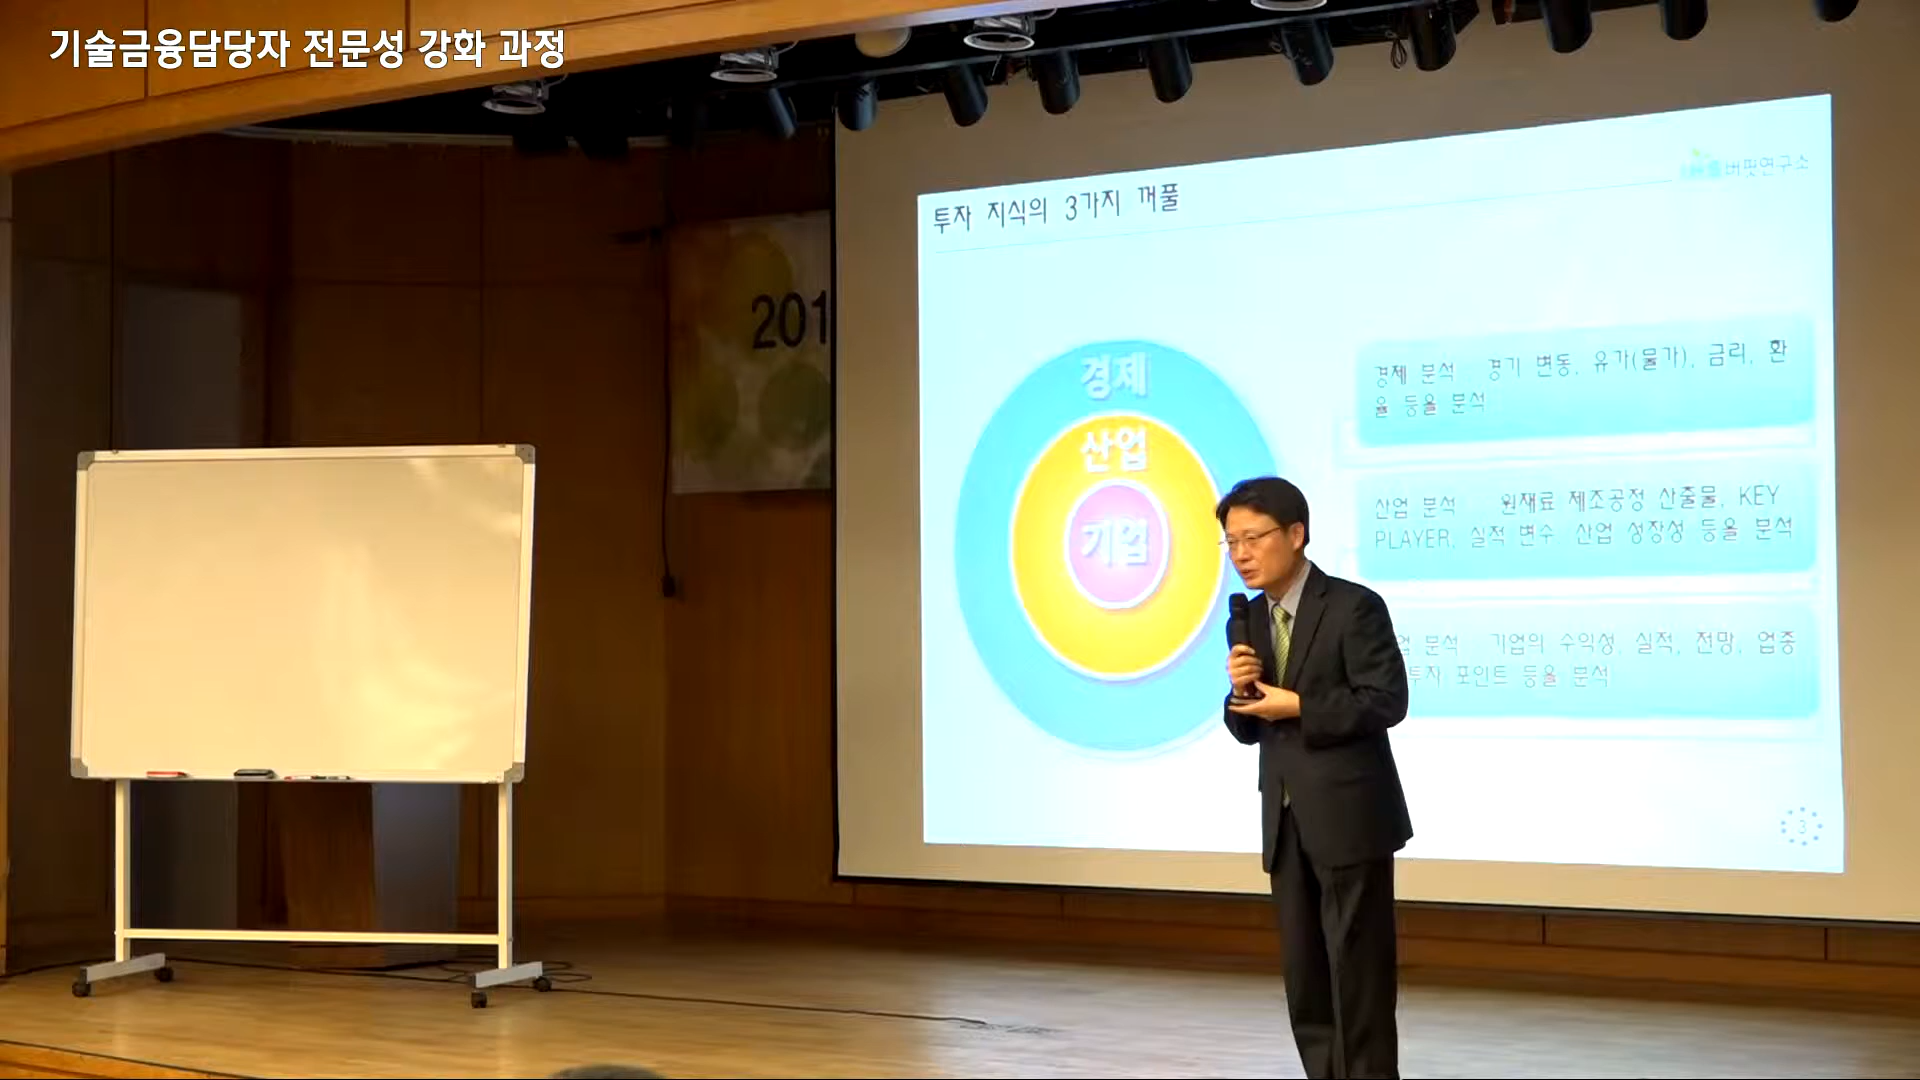 기술금융담당자 전문성 강화 과정
버핏연구소
투자 지식의 3가지 꺼풀
201
경제
산업
기업
경제 분석 경기 변동, 유가(물가), 금리, 환
율 등을 분석
산업 분석 원재료 제조공정 산출물, KEY
PLAYER, 실적 변수 산업 성장성 등을 분석
업 분석 기업의 수익성, 실적, 전망, 업종
투자 포인트 등을 분석
3